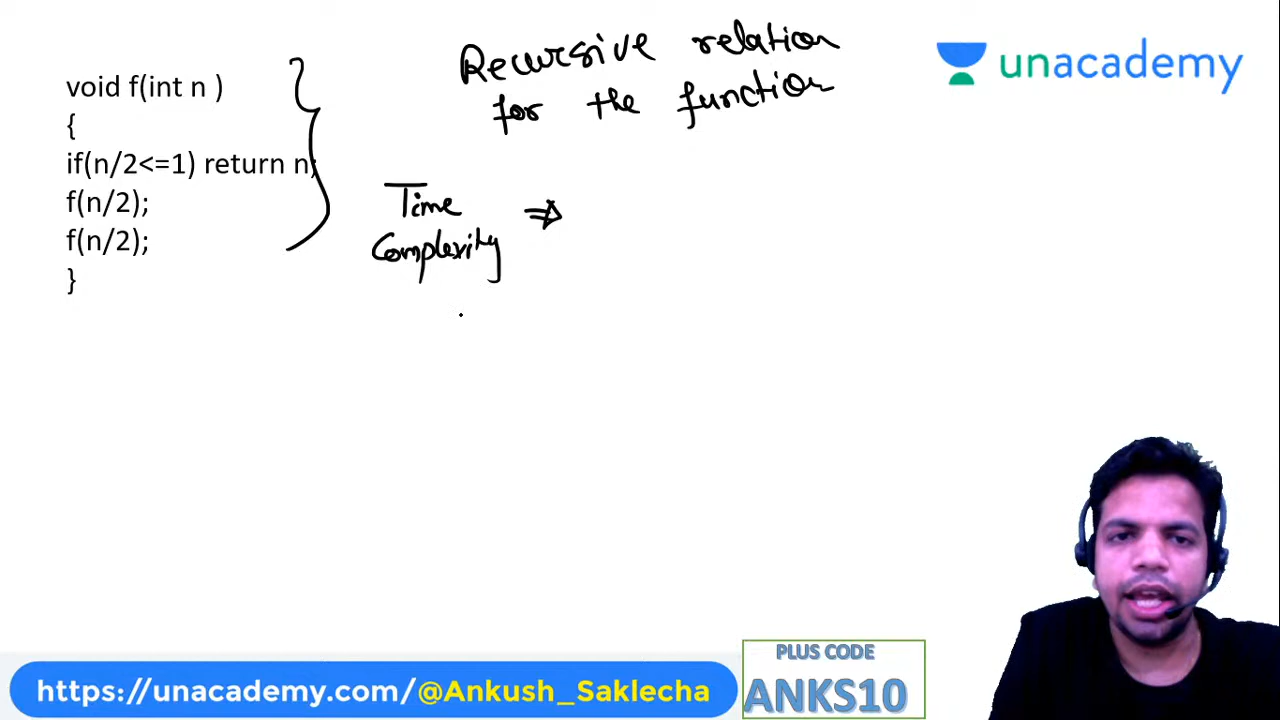 void f(int n )
{
if(n/2<=1) return n;
f(n/2);
f(n/2);
}
Recursive relation
for the function
Time
Complexity ⇒
unacademy
https://unacademy.com/@Ankush_Saklecha
PLUS CODE
ANKS10